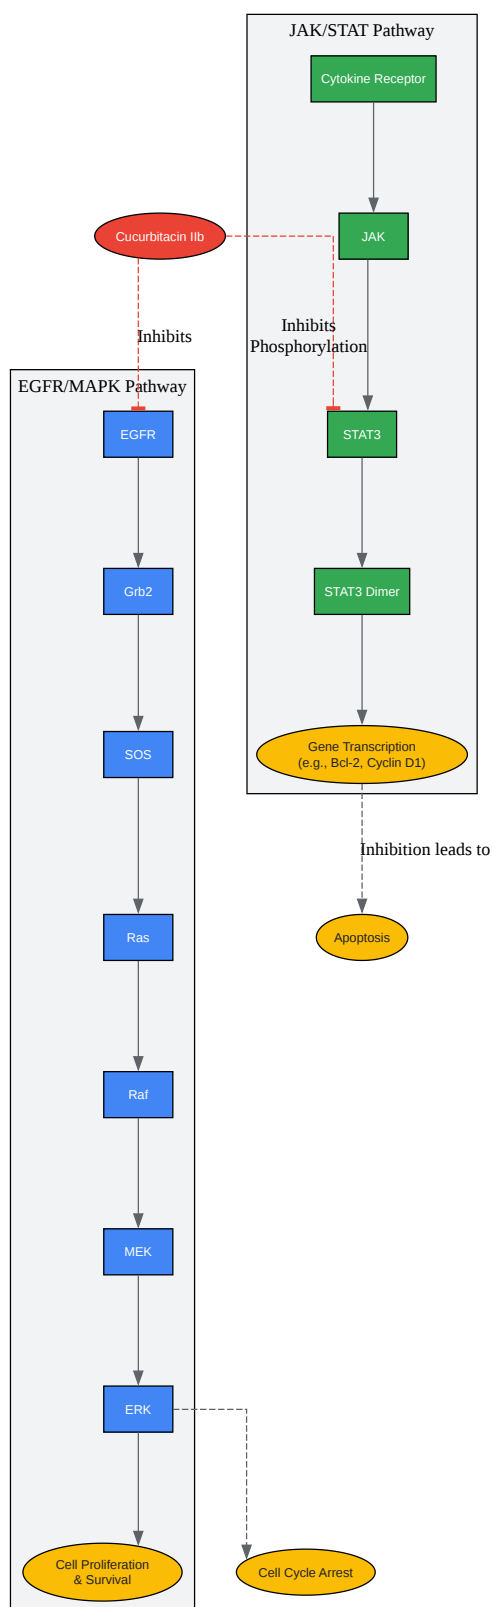 JAK/STAT Pathway
Cytokine Receptor
Cucurbitacin IIb
JAK
Inhibits
Inhibits
Phosphorylation
EGFR/MAPK Pathway
EGFR
STAT3
Grb2
STAT3 Dimer
SOS
Gene Transcription
(e.g., Bcl-2, Cyclin D1)
Inhibition leads to
Ras
Apoptosis
Raf
MEK
ERK
Cell Proliferation
& Survival
Cell Cycle Arrest